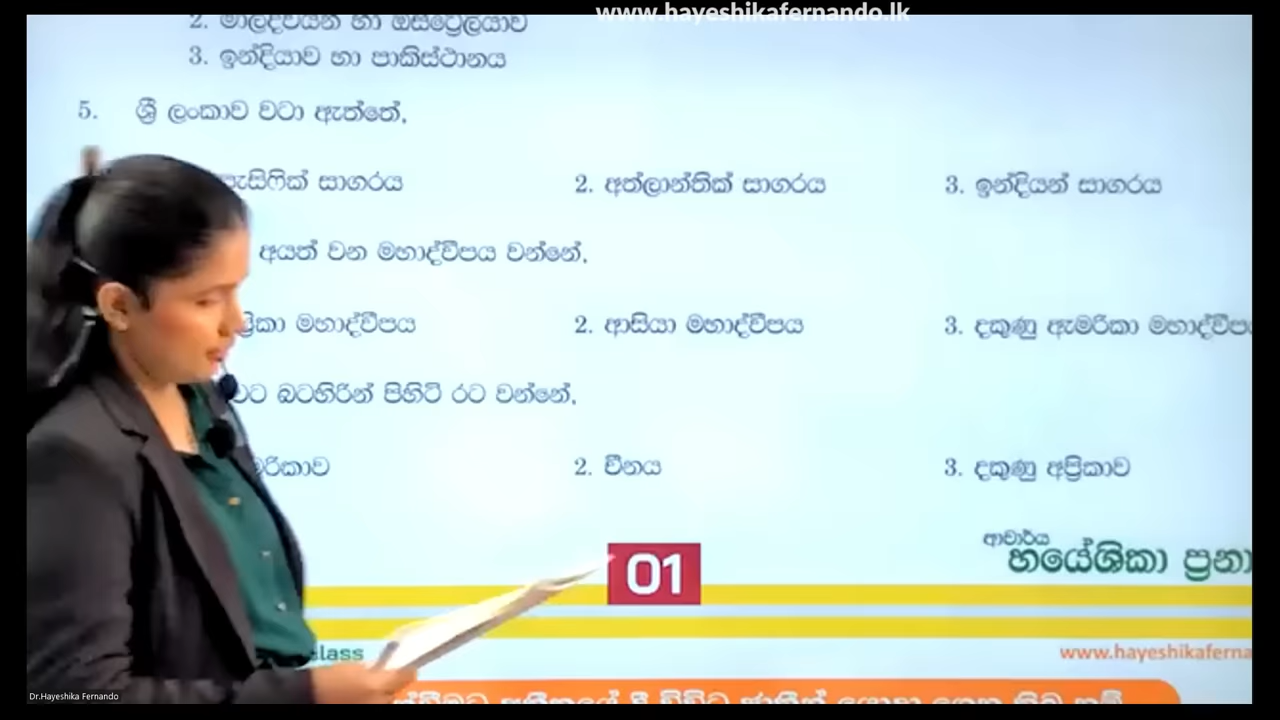 www.hayeshikafernando.lk
2. මාලදිවයින හා ඔස්ට්‍රේලියාව
3. ඉන්දියාව හා පාකිස්ථානය
5. ශ්‍රී ලංකාව වටා ඇත්තේ,
පැසිෆික් සාගරය 2. අත්ලාන්තික් සාගරය 3. ඉන්දියන් සාගරය
අයත් වන මහාද්වීපය වන්නේ,
මහාද්වීපය 2. ආසියා මහාද්වීපය 3. දකුණු ඇමරිකා මහාද්වීප
බටහිරින් පිහිටි රට වන්නේ,
2. චීනය 3. දකුණු අප්‍රිකාව
ආචාර්ය
හයේශිකා ප්‍රනා
01
class
www.hayeshikaferna
Dr.Hayeshika Fernando